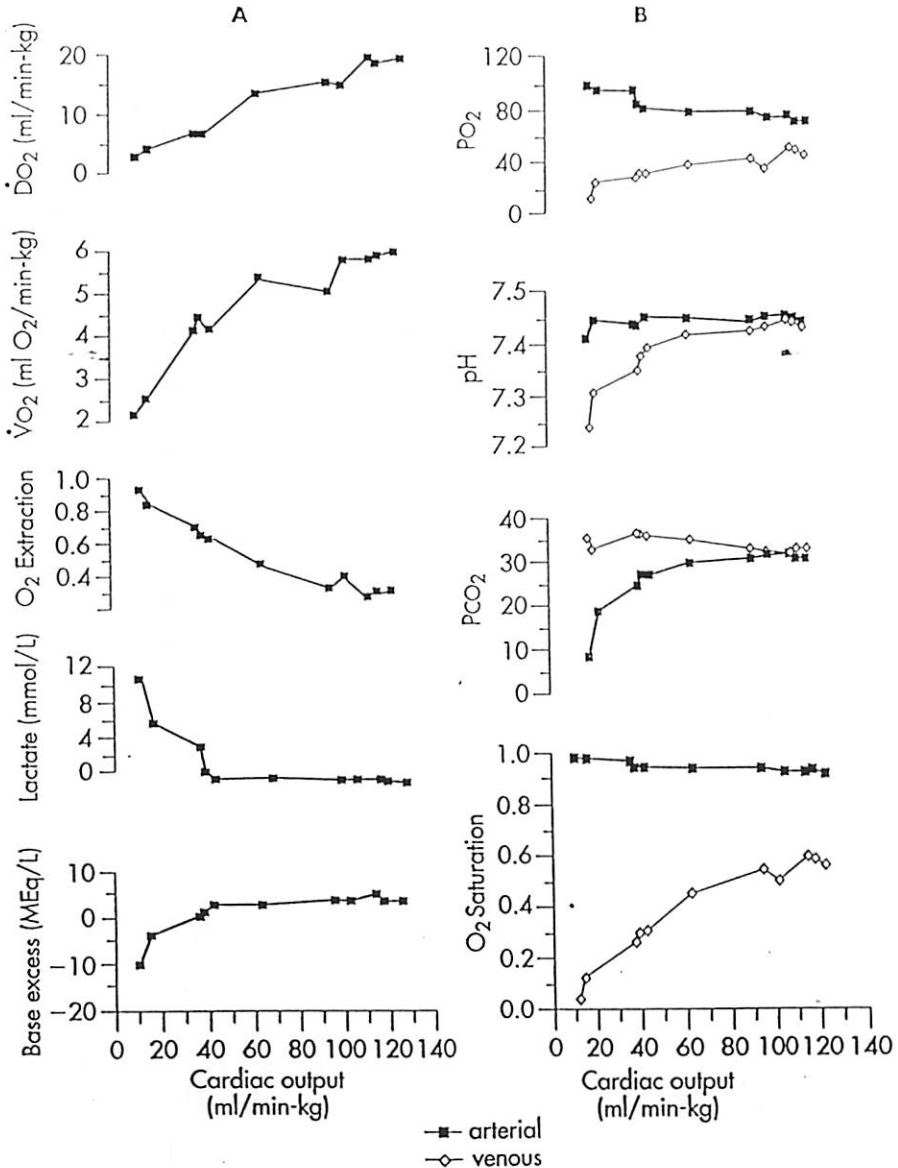 A
ḊO2 (ml/min-kg)
20
10
0
V̇O2 (ml O2/min-kg)
6
5
4
3
2
O2 Extraction
1.0
0.8
0.6
0.4
Lactate (mmol/L)
12
8
4
0
Base excess (MEq/L)
10
0
−10
−20
0 20 40 60 80 100 120 140
Cardiac output
(ml/min-kg)
B
PO2
120
80
40
0
pH
7.5
7.4
7.3
7.2
PCO2
40
30
20
10
0
O2 Saturation
1.0
0.8
0.6
0.4
0.2
0.0
20 40 60 80 100 120 140
Cardiac output
(ml/min-kg)
arterial
venous